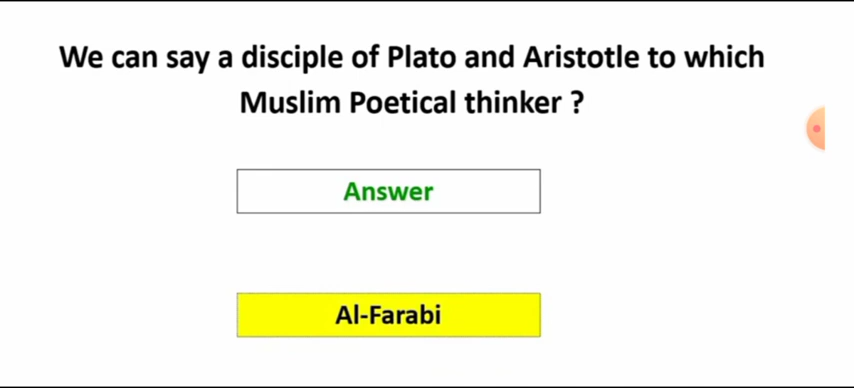 We can say a disciple of Plato and Aristotle to which
Muslim Poetical thinker ?
Answer
Al-Farabi